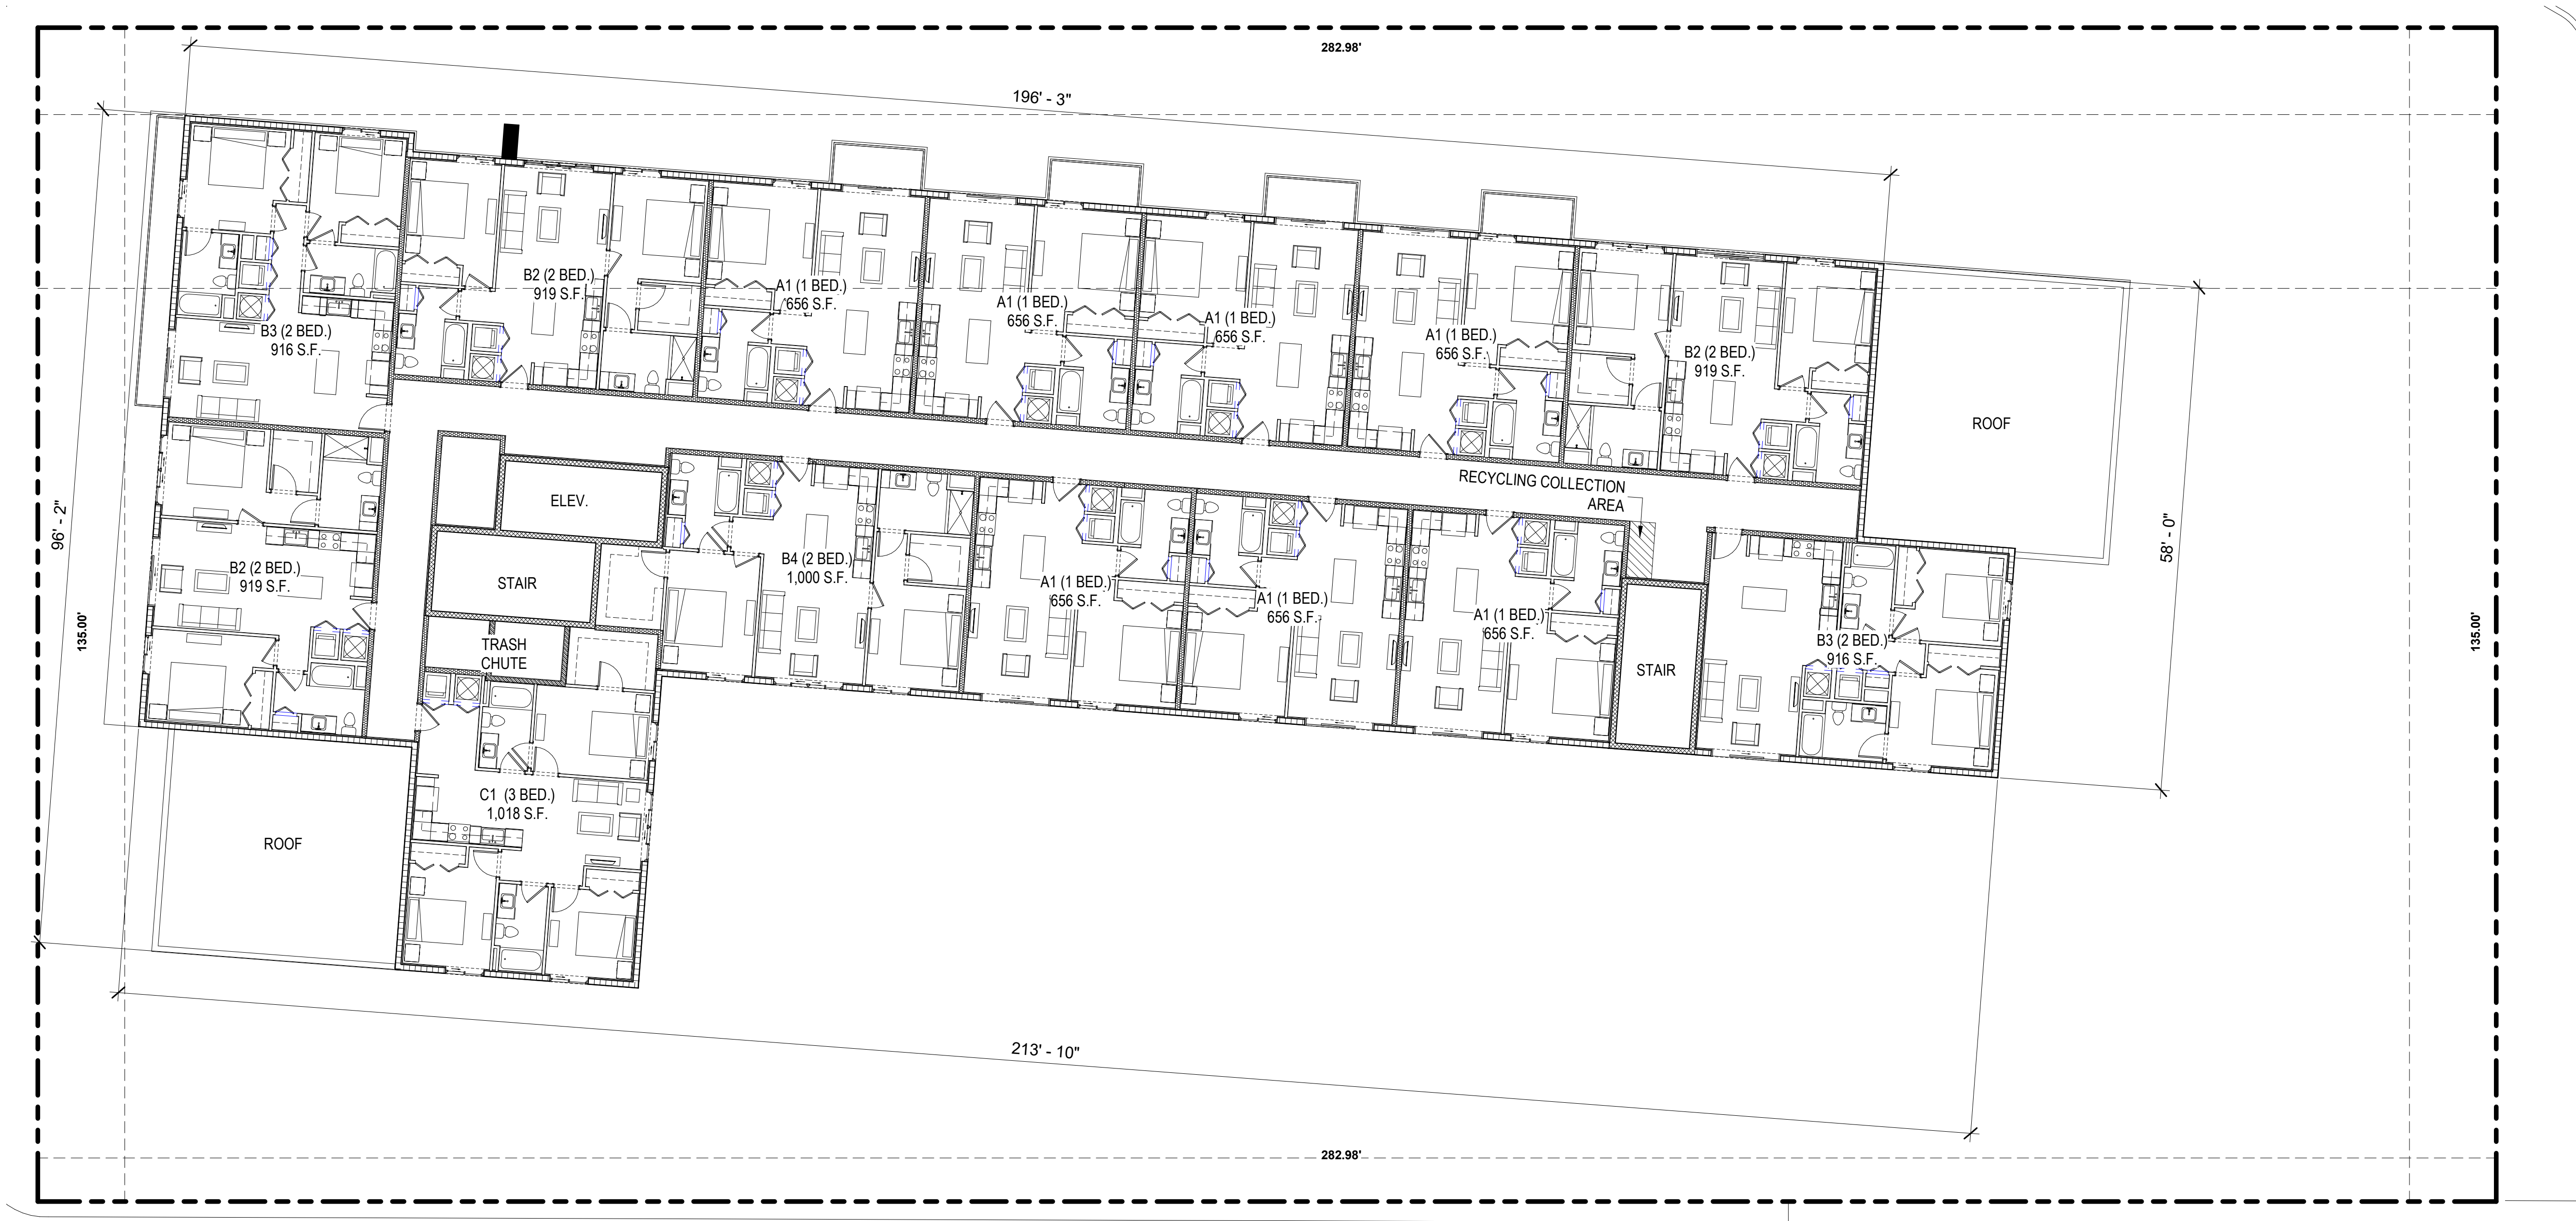 282.98'
196' - 3"
B2 (2 BED.)
919 S.F.
A1 (1 BED.)
656 S.F.
A1 (1 BED.)
656 S.F.
A1 (1 BED.)
656 S.F.
A1 (1 BED.)
656 S.F.
B2 (2 BED.)
919 S.F.
B3 (2 BED.)
916 S.F.
ROOF
RECYCLING COLLECTION
AREA
ELEV.
96' - 2"
58' - 0"
B2 (2 BED.)
919 S.F.
STAIR
B4 (2 BED.)
1,000 S.F.
A1 (1 BED.)
656 S.F.
A1 (1 BED.)
656 S.F.
A1 (1 BED.)
656 S.F.
135.00'
135.00'
TRASH
CHUTE
STAIR
B3 (2 BED.)
916 S.F.
C1 (3 BED.)
1,018 S.F.
ROOF
213' - 10"
282.98'